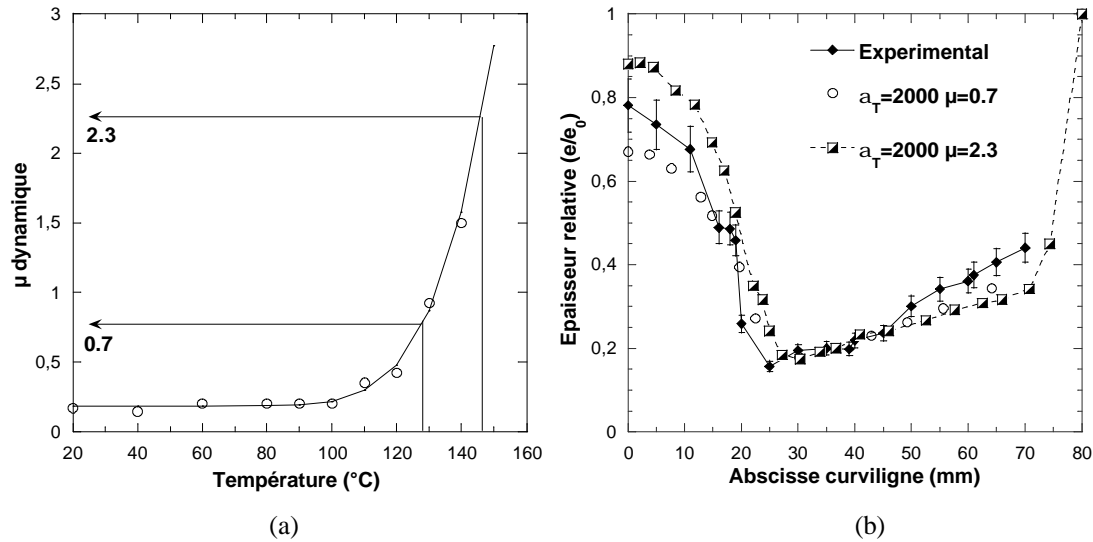 3
2,5
2
1,5
1
0,5
0
20 40 60 80 100 120 140 160
µ dynamique
Température (°C)
2.3
0.7
(a)
1
0,8
0,6
0,4
0,2
0
0 10 20 30 40 50 60 70 80
Epaisseur relative (e/e₀)
Abscisse curviligne (mm)
Experimental
a_T=2000 µ=0.7
a_T=2000 µ=2.3
(b)